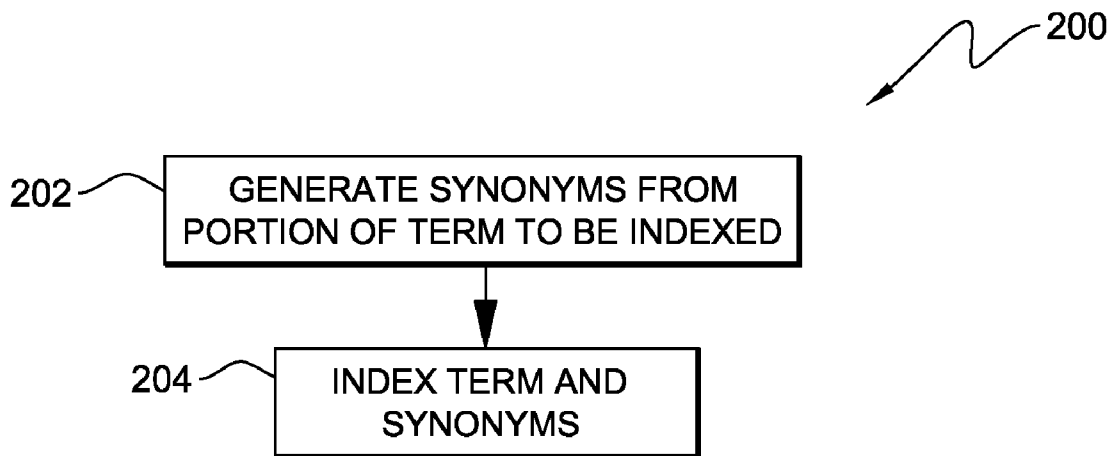 200
202
GENERATE SYNONYMS FROM
PORTION OF TERM TO BE INDEXED
204
INDEX TERM AND
SYNONYMS